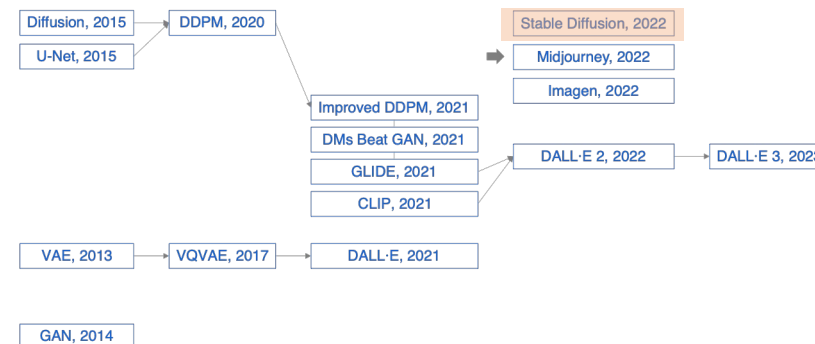 Diffusion, 2015
DDPM, 2020
Stable Diffusion, 2022
U-Net, 2015
Midjourney, 2022
Imagen, 2022
Improved DDPM, 2021
DMs Beat GAN, 2021
DALL·E 2, 2022
DALL·E 3, 2023
GLIDE, 2021
CLIP, 2021
VAE, 2013
VQVAE, 2017
DALL·E, 2021
GAN, 2014